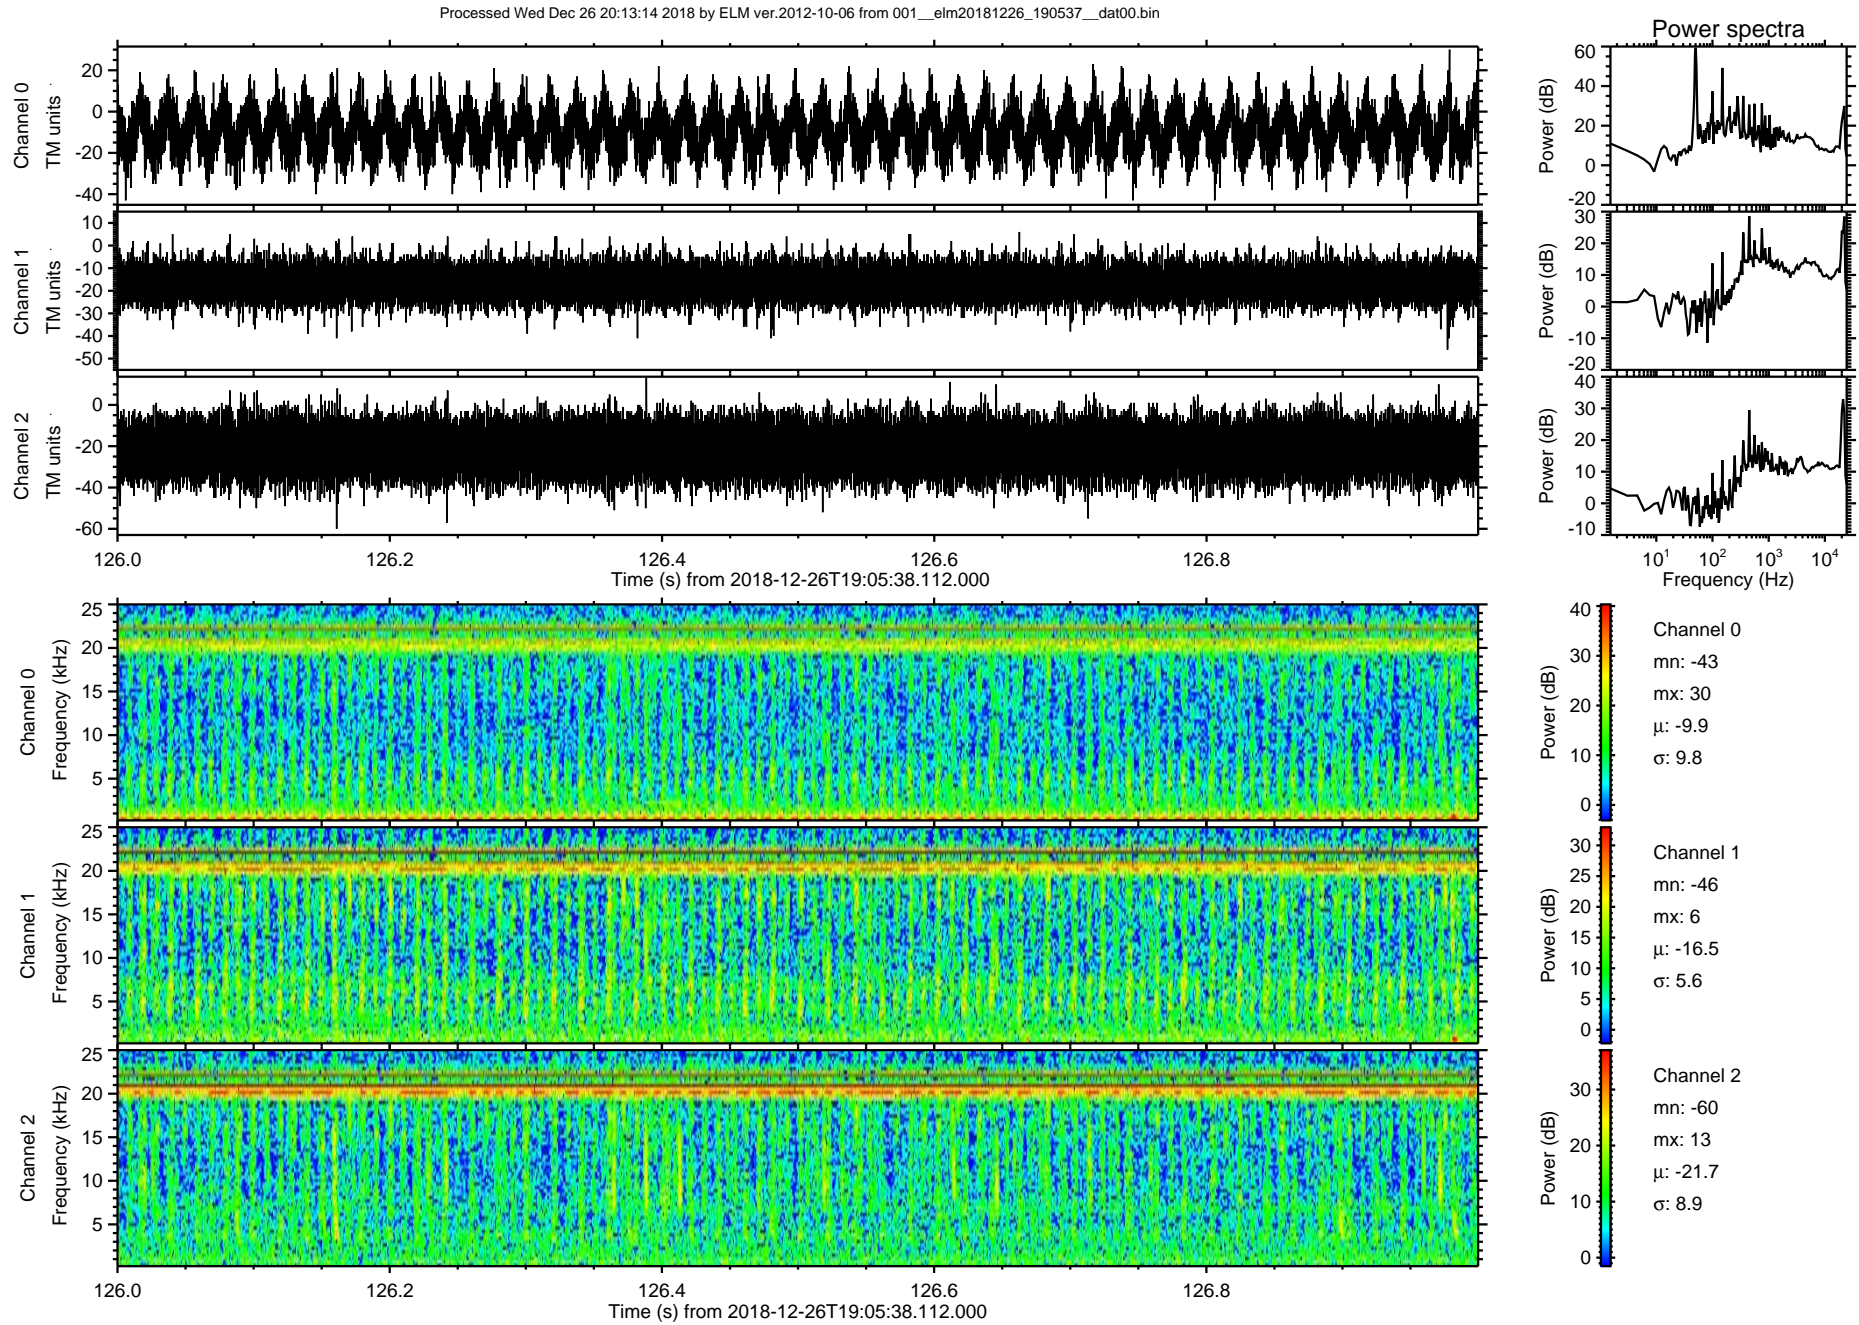 Processed Wed Dec 26 20:13:14 2018 by ELM ver.2012-10-06 from 001__elm20181226_190537__dat00.bin
Power spectra
Channel 0
TM units
20
0
-20
-40
Power (dB)
60
40
20
0
-20
Channel 1
TM units
10
0
-10
-20
-30
-40
-50
Power (dB)
30
20
10
0
-10
-20
Channel 2
TM units
0
-20
-40
-60
Power (dB)
40
30
20
10
0
-10
126.0 126.2 126.4 126.6 126.8
Time (s) from 2018-12-26T19:05:38.112.000
10^1 10^2 10^3 10^4
Frequency (Hz)
Channel 0
Frequency (kHz)
25
20
15
10
5
Power (dB)
40
30
20
10
0
Channel 0
mn: -43
mx: 30
μ: -9.9
σ: 9.8
Channel 1
Frequency (kHz)
25
20
15
10
5
Power (dB)
30
25
20
15
10
5
0
Channel 1
mn: -46
mx: 6
μ: -16.5
σ: 5.6
Channel 2
Frequency (kHz)
25
20
15
10
5
Power (dB)
30
20
10
0
Channel 2
mn: -60
mx: 13
μ: -21.7
σ: 8.9
126.0 126.2 126.4 126.6 126.8
Time (s) from 2018-12-26T19:05:38.112.000